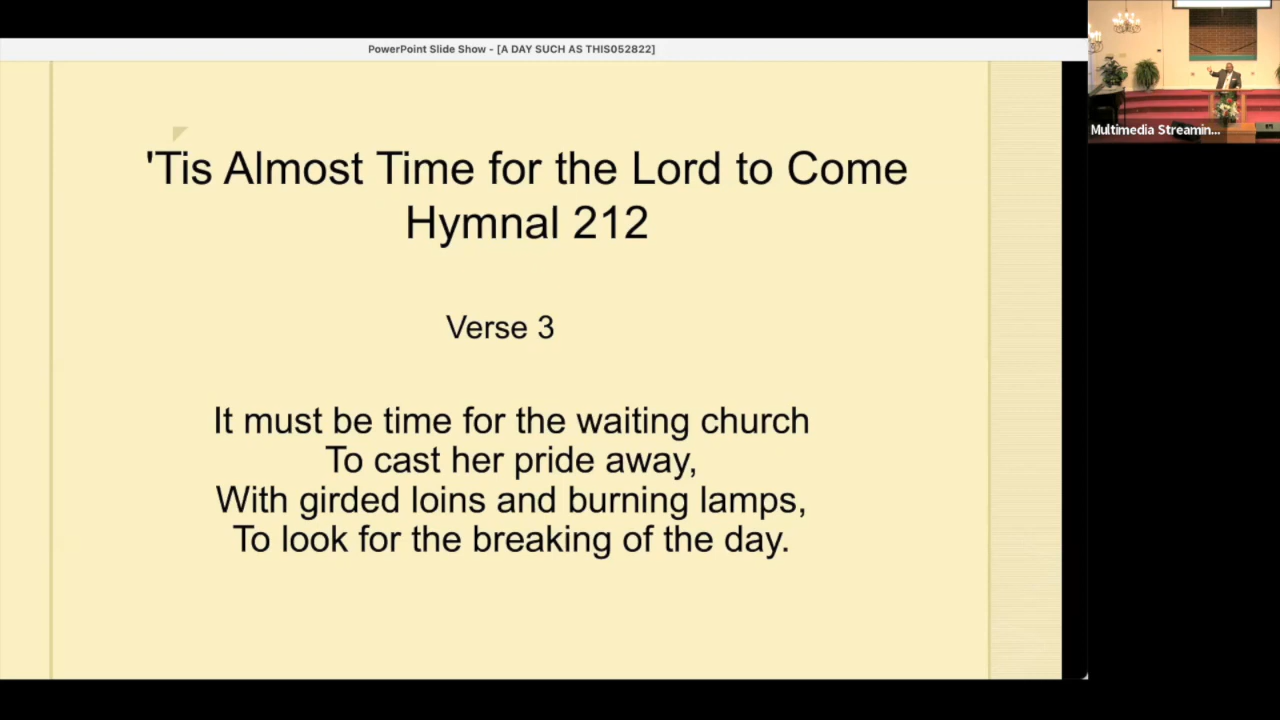 PowerPoint Slide Show - [A DAY SUCH AS THIS052822]
'Tis Almost Time for the Lord to Come
Hymnal 212
Verse 3
It must be time for the waiting church
To cast her pride away,
With girded loins and burning lamps,
To look for the breaking of the day.
Multimedia Streamin...